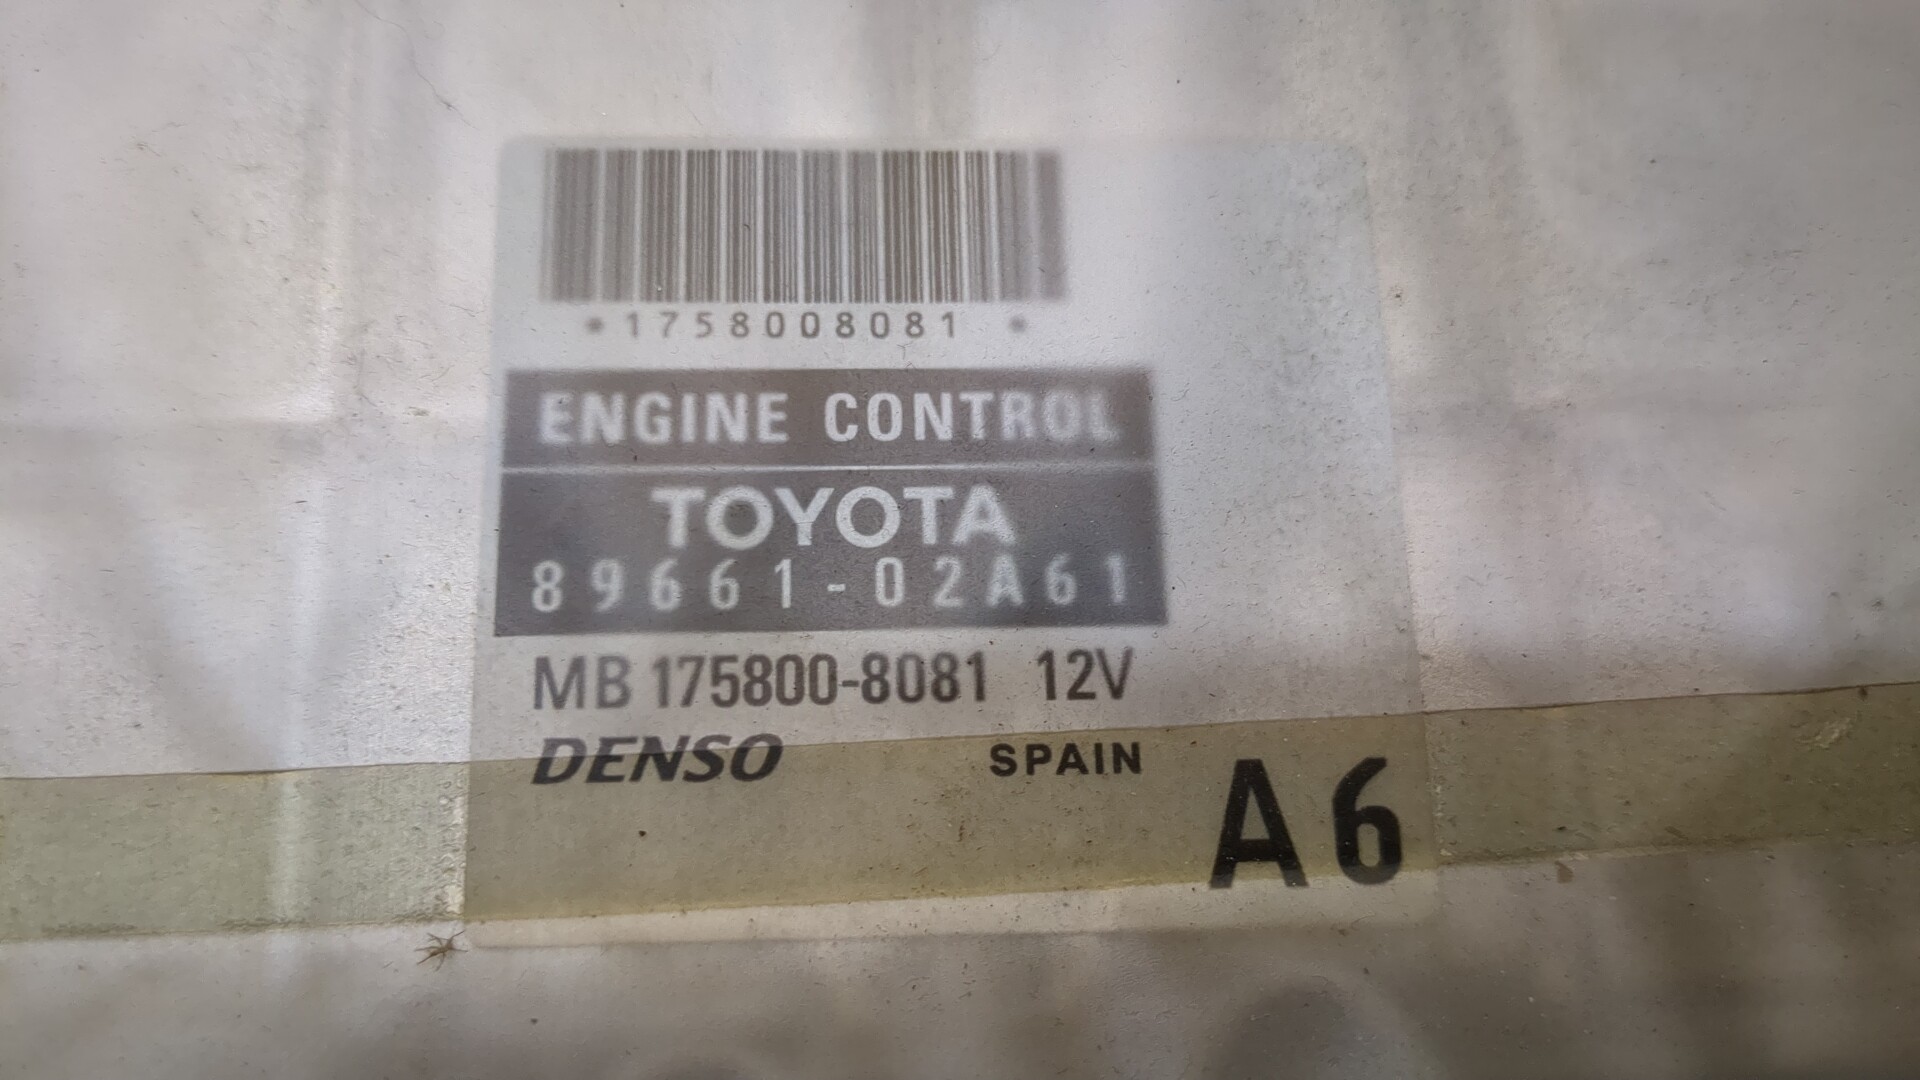 *1758008081 *
ENGINE CONTROL
TOYOTA
89661-02A61
MB 175800-8081 12V
DENSO SPAIN
A6